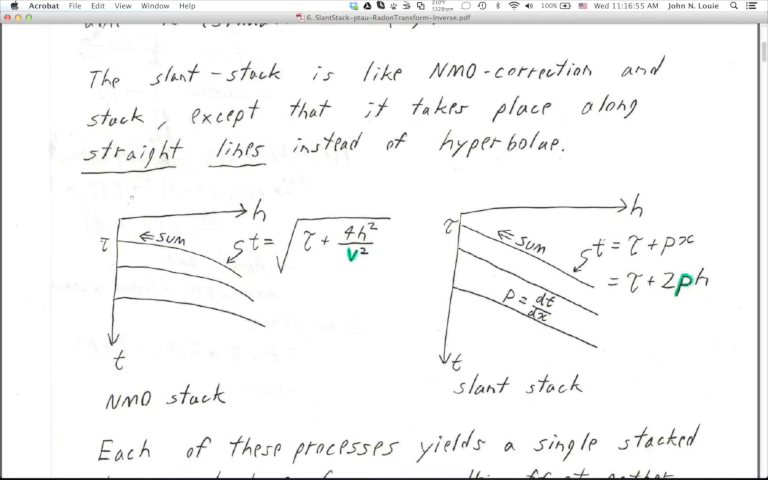 Acrobat File Edit View Window Help 100% Wed 11:16:55 AM John N. Louie
6. SlantStack-ptau-RadonTransform-Inverse.pdf
The slant-stack is like NMO-correction and
stack, except that it takes place along
straight lines instead of hyperbolae.
h
τ
← SUM
t = √(τ + 4h²/v²)
t
NMO stack
h
τ
← SUM
t = τ + px
= τ + 2ph
p = dt/dx
t
slant stack
Each of these processes yields a single stacked